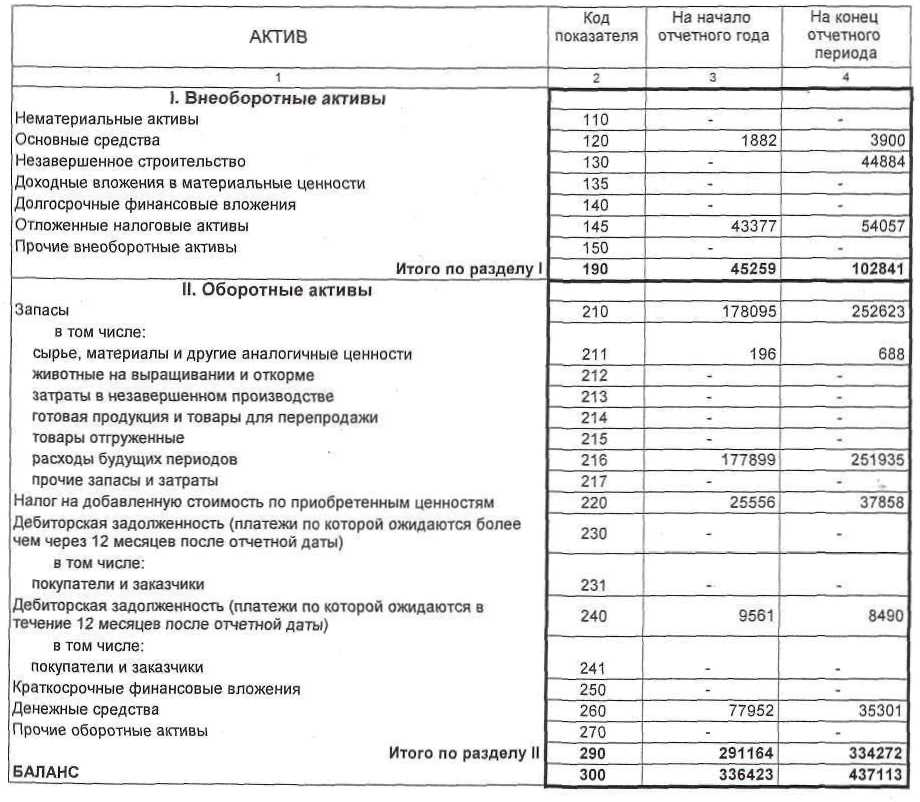 АКТИВ Код показателя На начало отчетного года На конец отчетного периода
1 2 3 4
I. Внеоборотные активы
Нематериальные активы 110 - -
Основные средства 120 1882 3900
Незавершенное строительство 130 - 44884
Доходные вложения в материальные ценности 135 - -
Долгосрочные финансовые вложения 140 - -
Отложенные налоговые активы 145 43377 54057
Прочие внеоборотные активы 150 - -
Итого по разделу I 190 45259 102841
II. Оборотные активы
Запасы 210 178095 252623
в том числе:
сырье, материалы и другие аналогичные ценности 211 196 688
животные на выращивании и откорме 212 - -
затраты в незавершенном производстве 213 - -
готовая продукция и товары для перепродажи 214 - -
товары отгруженные 215 - -
расходы будущих периодов 216 177899 251935
прочие запасы и затраты 217 - -
Налог на добавленную стоимость по приобретенным ценностям 220 25556 37858
Дебиторская задолженность (платежи по которой ожидаются более
чем через 12 месяцев после отчетной даты) 230 - -
в том числе:
покупатели и заказчики 231 - -
Дебиторская задолженность (платежи по которой ожидаются в
течение 12 месяцев после отчетной даты) 240 9561 8490
в том числе:
покупатели и заказчики 241 - -
Краткосрочные финансовые вложения 250 - -
Денежные средства 260 77952 35301
Прочие оборотные активы 270 - -
Итого по разделу II 290 291164 334272
БАЛАНС 300 336423 437113